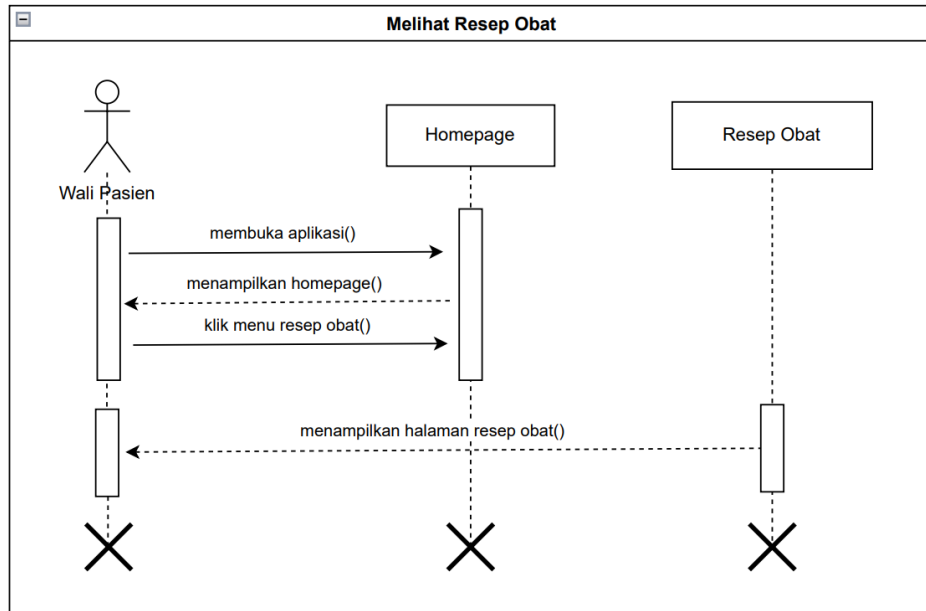 Melihat Resep Obat
Homepage
Resep Obat
Wali Pasien
membuka aplikasi()
menampilkan homepage()
klik menu resep obat()
menampilkan halaman resep obat()